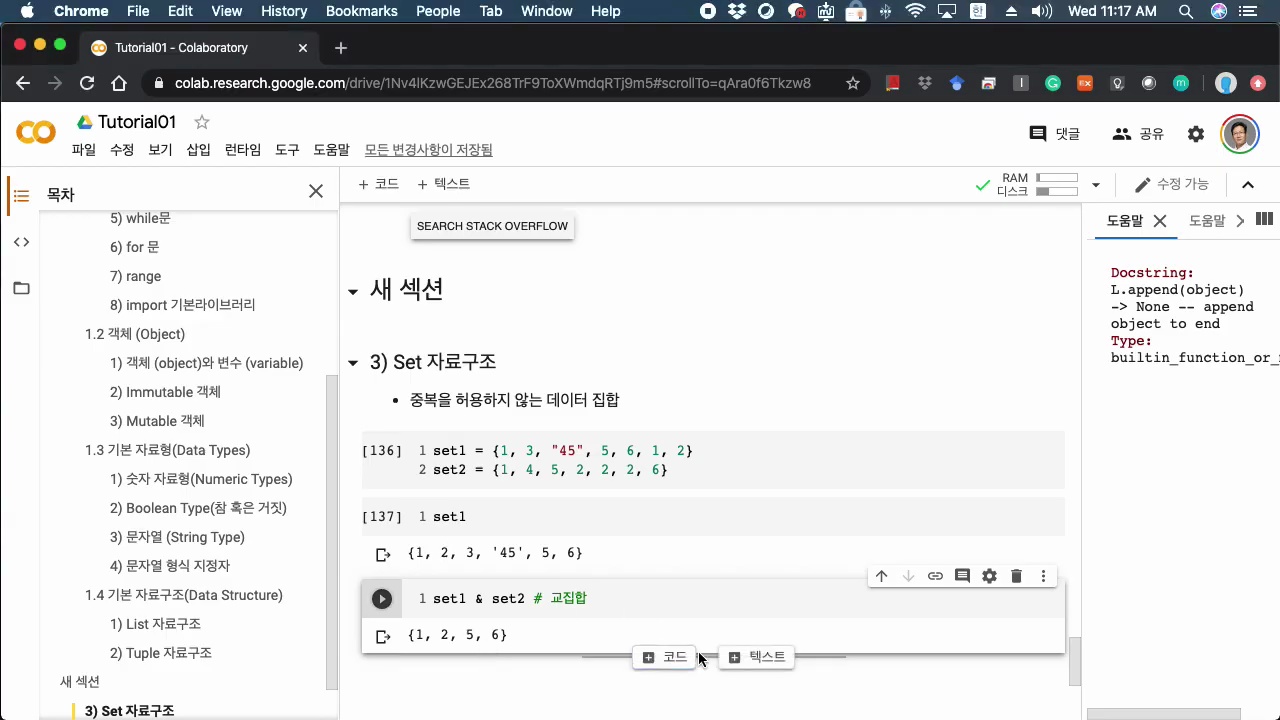 Chrome File Edit View History Bookmarks People Tab Window Help 한 Wed 11:17 AM
Tutorial01 - Colaboratory
colab.research.google.com/drive/1Nv4lKzwGEJEx268TrF9ToXWmdqRTj9m5#scrollTo=qAra0f6Tkzw8
Tutorial01
댓글 공유
파일 수정 보기 삽입 런타임 도구 도움말 모든 변경사항이 저장됨
목차
+ 코드 + 텍스트
RAM
디스크
수정 가능
5) while문
6) for 문
7) range
8) import 기본라이브러리
1.2 객체 (Object)
1) 객체 (object)와 변수 (variable)
2) Immutable 객체
3) Mutable 객체
1.3 기본 자료형(Data Types)
1) 숫자 자료형(Numeric Types)
2) Boolean Type(참 혹은 거짓)
3) 문자열 (String Type)
4) 문자열 형식 지정자
1.4 기본 자료구조(Data Structure)
1) List 자료구조
2) Tuple 자료구조
새 섹션
3) Set 자료구조
SEARCH STACK OVERFLOW
새 섹션
3) Set 자료구조
• 중복을 허용하지 않는 데이터 집합
[136] 1 set1 = {1, 3, "45", 5, 6, 1, 2}
2 set2 = {1, 4, 5, 2, 2, 2, 6}
[137] 1 set1
{1, 2, 3, '45', 5, 6}
1 set1 & set2 # 교집합
{1, 2, 5, 6}
코드 텍스트
도움말 도움말
Docstring:
L.append(object)
-> None -- append
object to end
Type:
builtin_function_or_